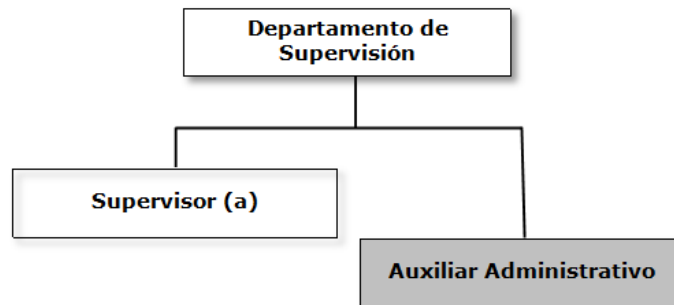 Departamento de
Supervisión
Supervisor (a)
Auxiliar Administrativo